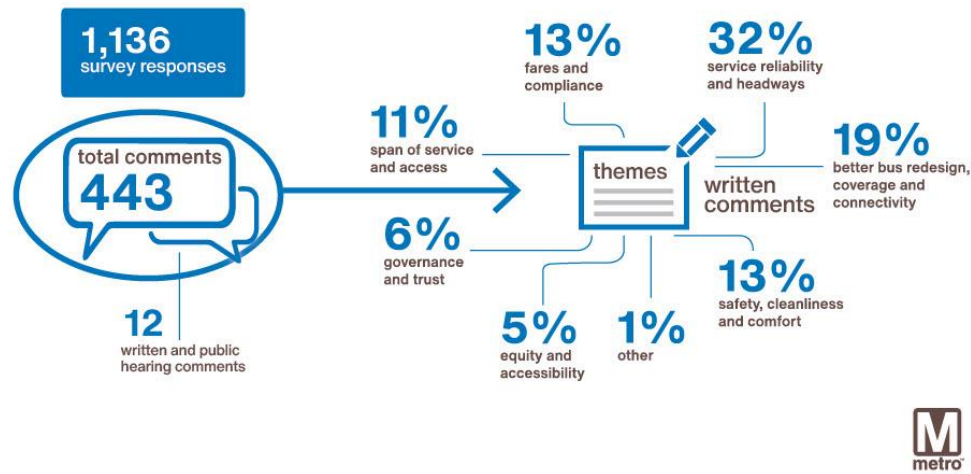 1,136
survey responses
total comments
443
12
written and public
hearing comments
13%
fares and
compliance
32%
service reliability
and headways
11%
span of service
and access
themes
written
comments
19%
better bus redesign,
coverage and
connectivity
6%
governance
and trust
5%
equity and
accessibility
1%
other
13%
safety, cleanliness
and comfort
M
metro